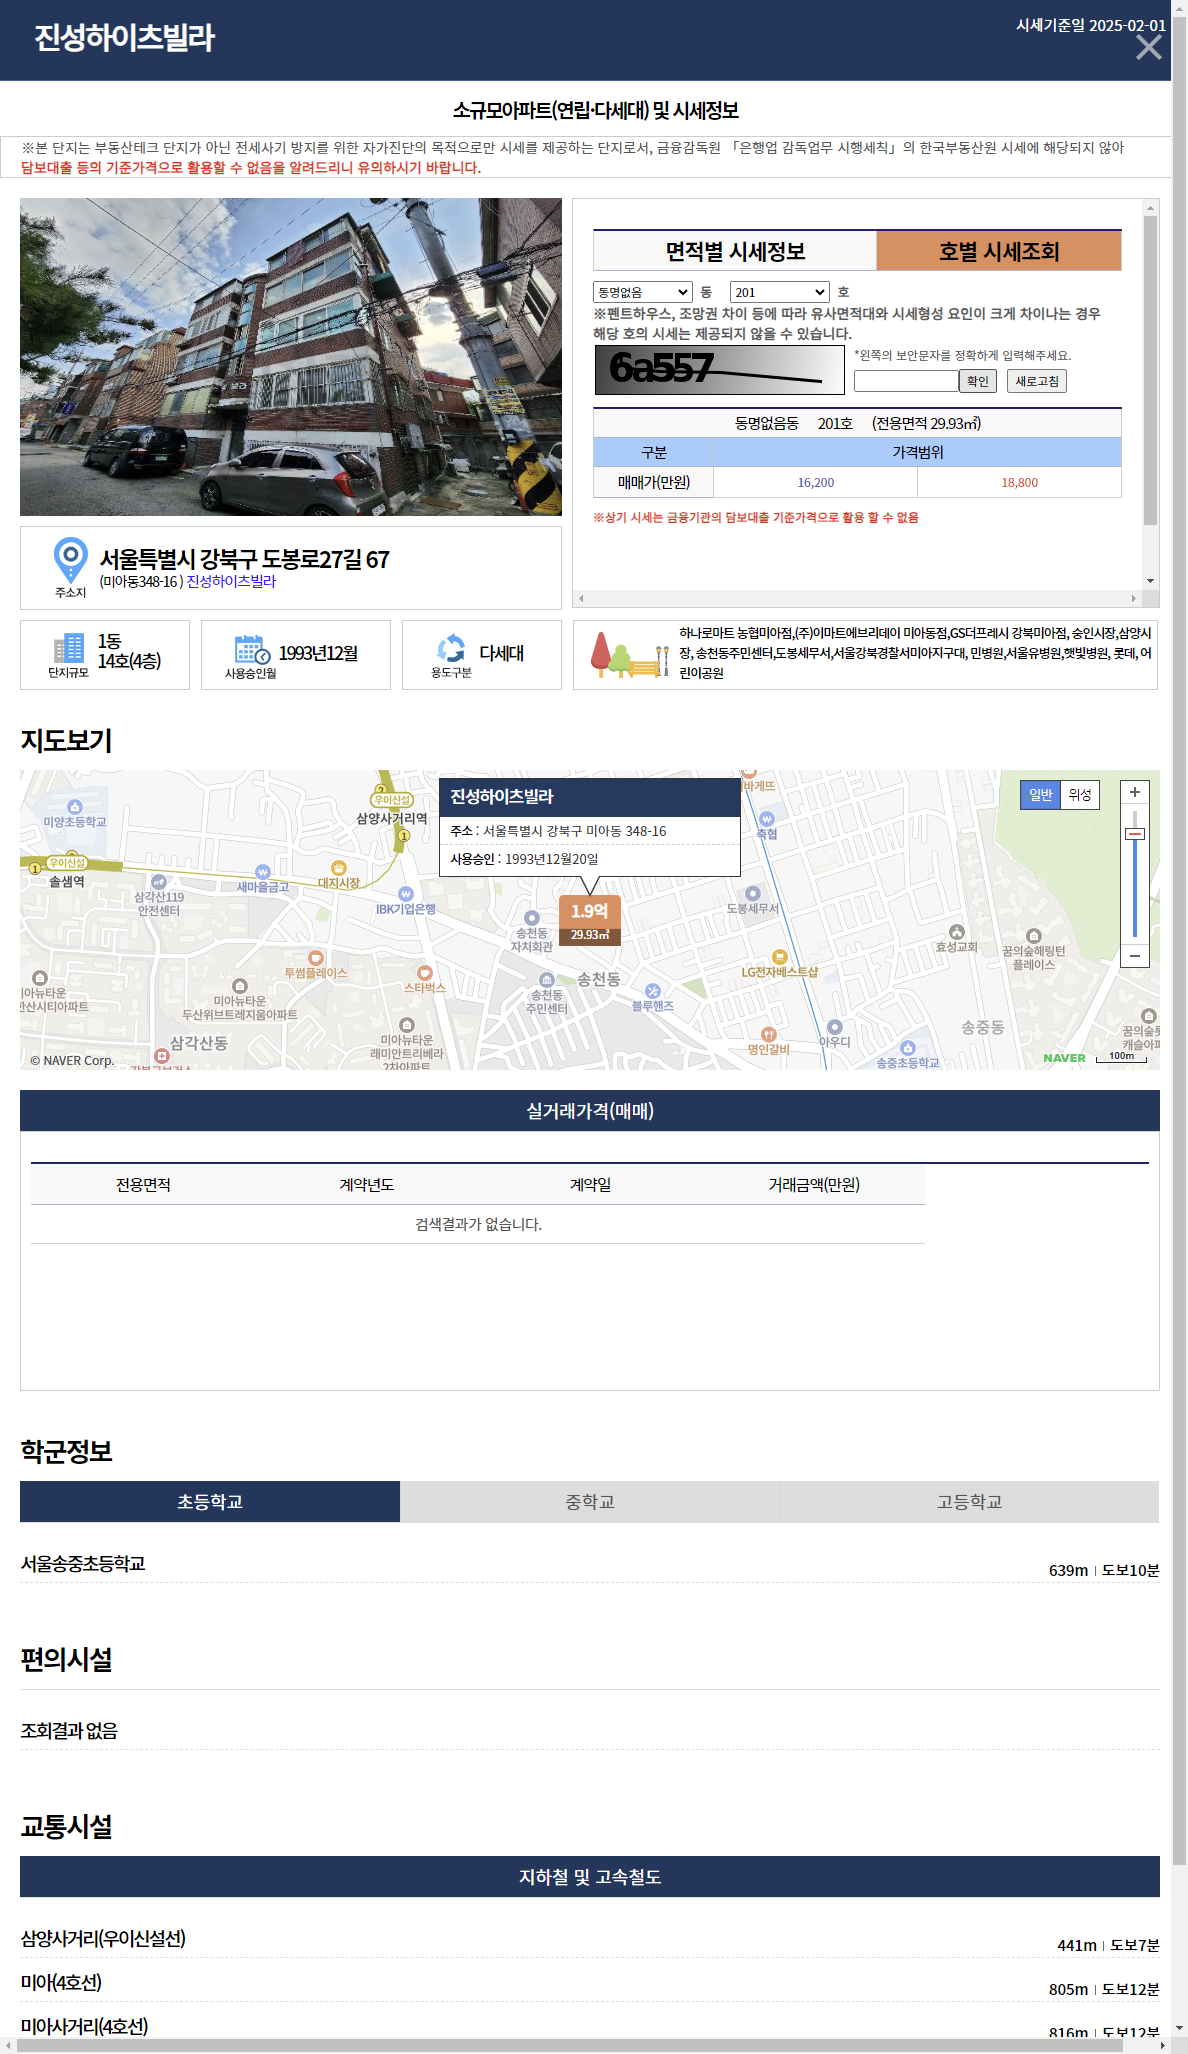 진성하이츠빌라
시세기준일 2025-02-01
소규모아파트(연립·다세대) 및 시세정보
※본 단지는 부동산테크 단지가 아닌 전세사기 방지를 위한 자가진단의 목적으로만 시세를 제공하는 단지로서, 금융감독원 「은행업 감독업무 시행세칙」의 한국부동산원 시세에 해당되지 않아
담보대출 등의 기준가격으로 활용할 수 없음을 알려드리니 유의하시기 바랍니다.
면적별 시세정보
호별 시세조회
동명없음 동 201 호
※펜트하우스, 조망권 차이 등에 따라 유사면적대와 시세형성 요인이 크게 차이나는 경우
해당 호의 시세는 제공되지 않을 수 있습니다.
6a557
*왼쪽의 보안문자를 정확하게 입력해주세요.
확인 새로고침
동명없음동 201호 (전용면적 29.93㎡)
구분 가격범위
매매가(만원) 16,200 18,800
※상기 시세는 금융기관의 담보대출 기준가격으로 활용 할 수 없음
주소지
서울특별시 강북구 도봉로27길 67
(미아동348-16 ) 진성하이츠빌라
단지규모
1동
14호(4층)
사용승인월
1993년12월
용도구분
다세대
하나로마트 농협미아점,(주)이마트에브리데이 미아동점,GS더프레시 강북미아점, 숭인시장,삼양시
장, 송천동주민센터,도봉세무서,서울강북경찰서미아지구대, 민병원,서울유병원,햇빛병원, 롯데, 어
린이공원
지도보기
미양초등학교
우이신설
삼양사거리역
2
1
우이신설
1
솔샘역
삼각산119
안전센터
새마을금고
대지시장
IBK기업은행
진성하이츠빌라
주소 : 서울특별시 강북구 미아동 348-16
사용승인 : 1993년12월20일
1.9억
29.93㎡
바게뜨
축협
일반 위성
송천동
자치회관
도봉세무서
효성교회
꿈의숲해링턴
플레이스
투썸플레이스
스타벅스
송천동
송천동
주민센터
블루핸즈
LG전자베스트샵
미아뉴타운
두산위브트레지움아파트
삼각산동
미아뉴타운
래미안트리베라
2차아파트
명인갈비
아우디
송중동
송중초등학교
© NAVER Corp.
NAVER
100m
실거래가격(매매)
전용면적 계약년도 계약일 거래금액(만원)
검색결과가 없습니다.
학군정보
초등학교 중학교 고등학교
서울송중초등학교 639m | 도보10분
편의시설
조회결과 없음
교통시설
지하철 및 고속철도
삼양사거리(우이신설선) 441m | 도보7분
미아(4호선) 805m | 도보12분
미아사거리(4호선) 816m | 도보12분